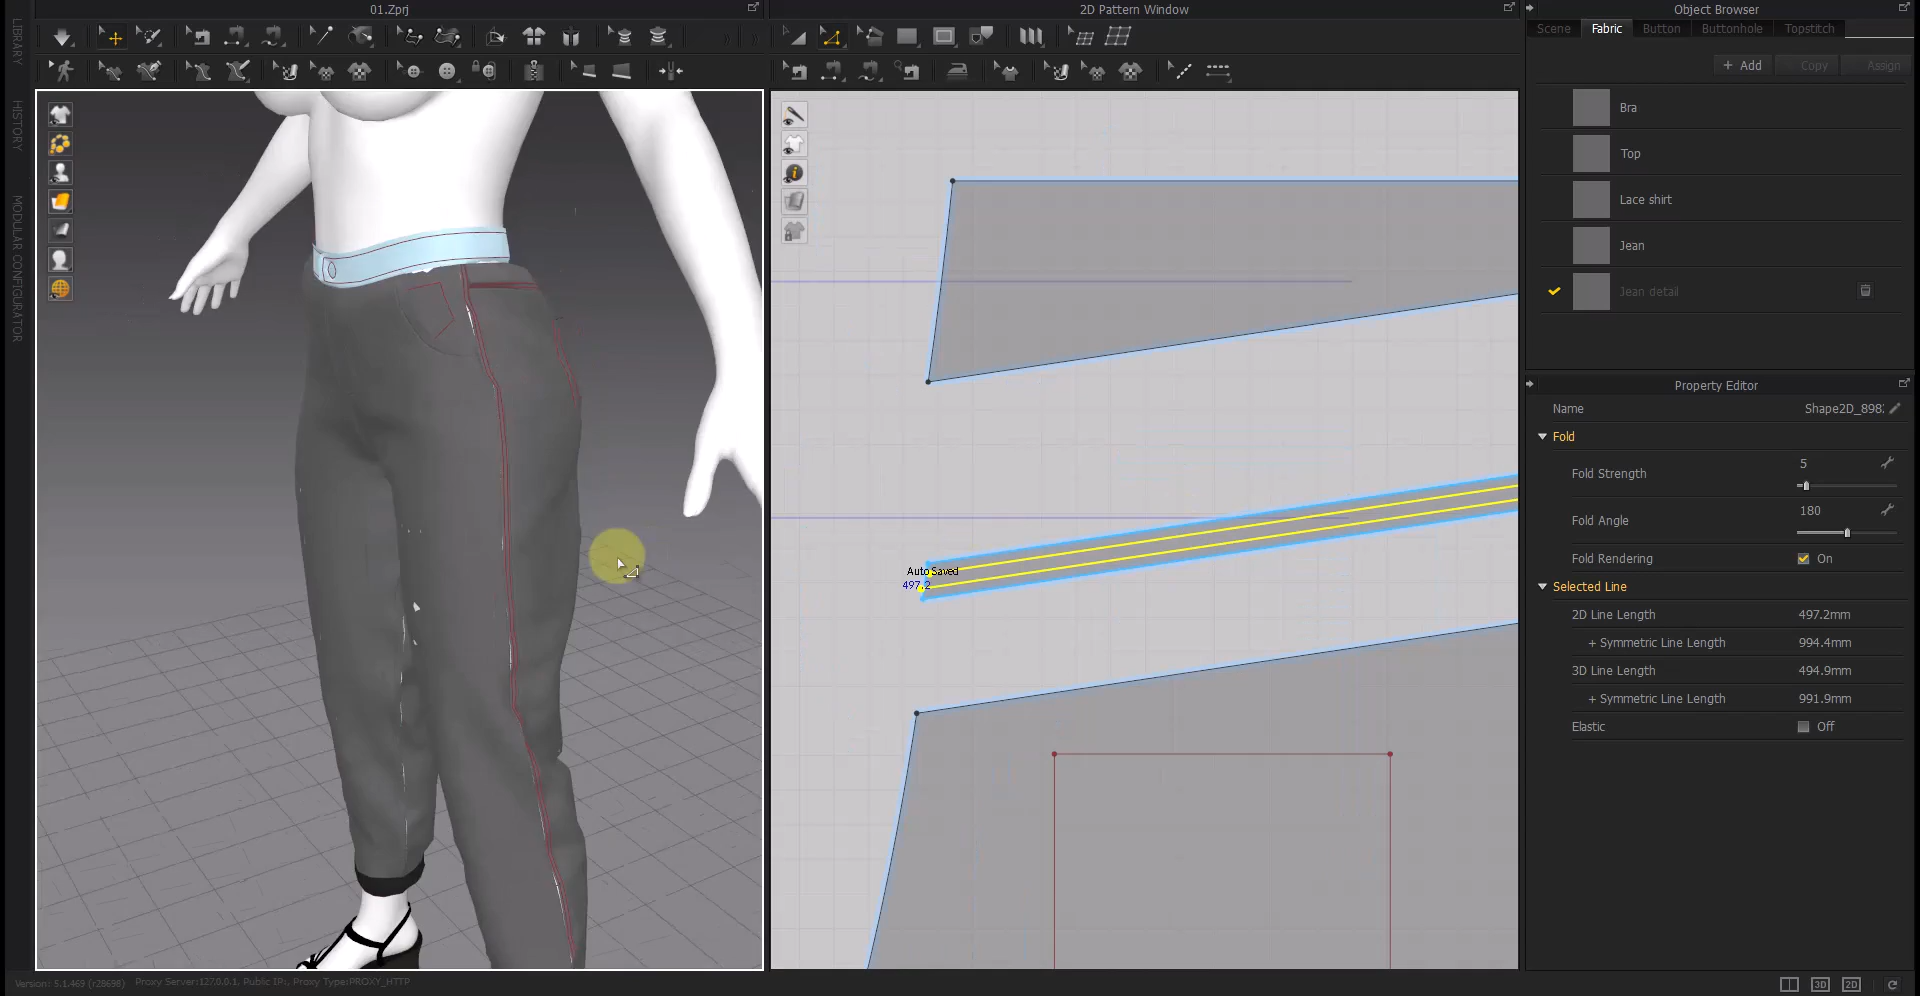 01.Zprj
2D Pattern Window
Object Browser
Scene
Fabric
Button
Buttonhole
Topstitch
+ Add
Copy
Assign
LIBRARY
HISTORY
MODULAR CONFIGURATOR
Bra
Top
Lace shirt
Jean
Jean detail
Property Editor
Name
Shape2D_898
Fold
Fold Strength
5
Fold Angle
180
Fold Rendering
On
Selected Line
2D Line Length
497.2mm
+ Symmetric Line Length
994.4mm
3D Line Length
494.9mm
+ Symmetric Line Length
991.9mm
Elastic
Off
Auto Saved
497.2
Version: 5.1.469 (r28698)
Proxy Server:127.0.0.1, Public IP:, Proxy Type:PROXY_HTTP
3D
2D